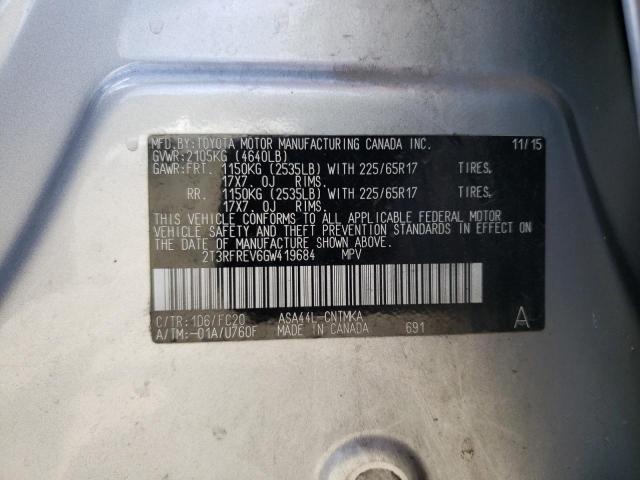 MFD.BY:TOYOTA MOTOR MANUFACTURING CANADA INC. 11/15
GVWR:2105KG (4640LB)
GAWR:FRT. 1150KG (2535LB) WITH 225/65R17 TIRES.
17X7.0J RIMS.
RR. 1150KG (2535LB) WITH 225/65R17 TIRES.
17X7.0J RIMS.
THIS VEHICLE CONFORMS TO ALL APPLICABLE FEDERAL MOTOR
VEHICLE SAFETY AND THEFT PREVENTION STANDARDS IN EFFECT
ON THE DATE OF MANUFACTURE SHOWN ABOVE.
2T3RFREV6GW419684 MPV
C/TR:1D6/FC20 ASA44L-CNTMKA
A/TM:-01A/U760F MADE IN CANADA 691 A